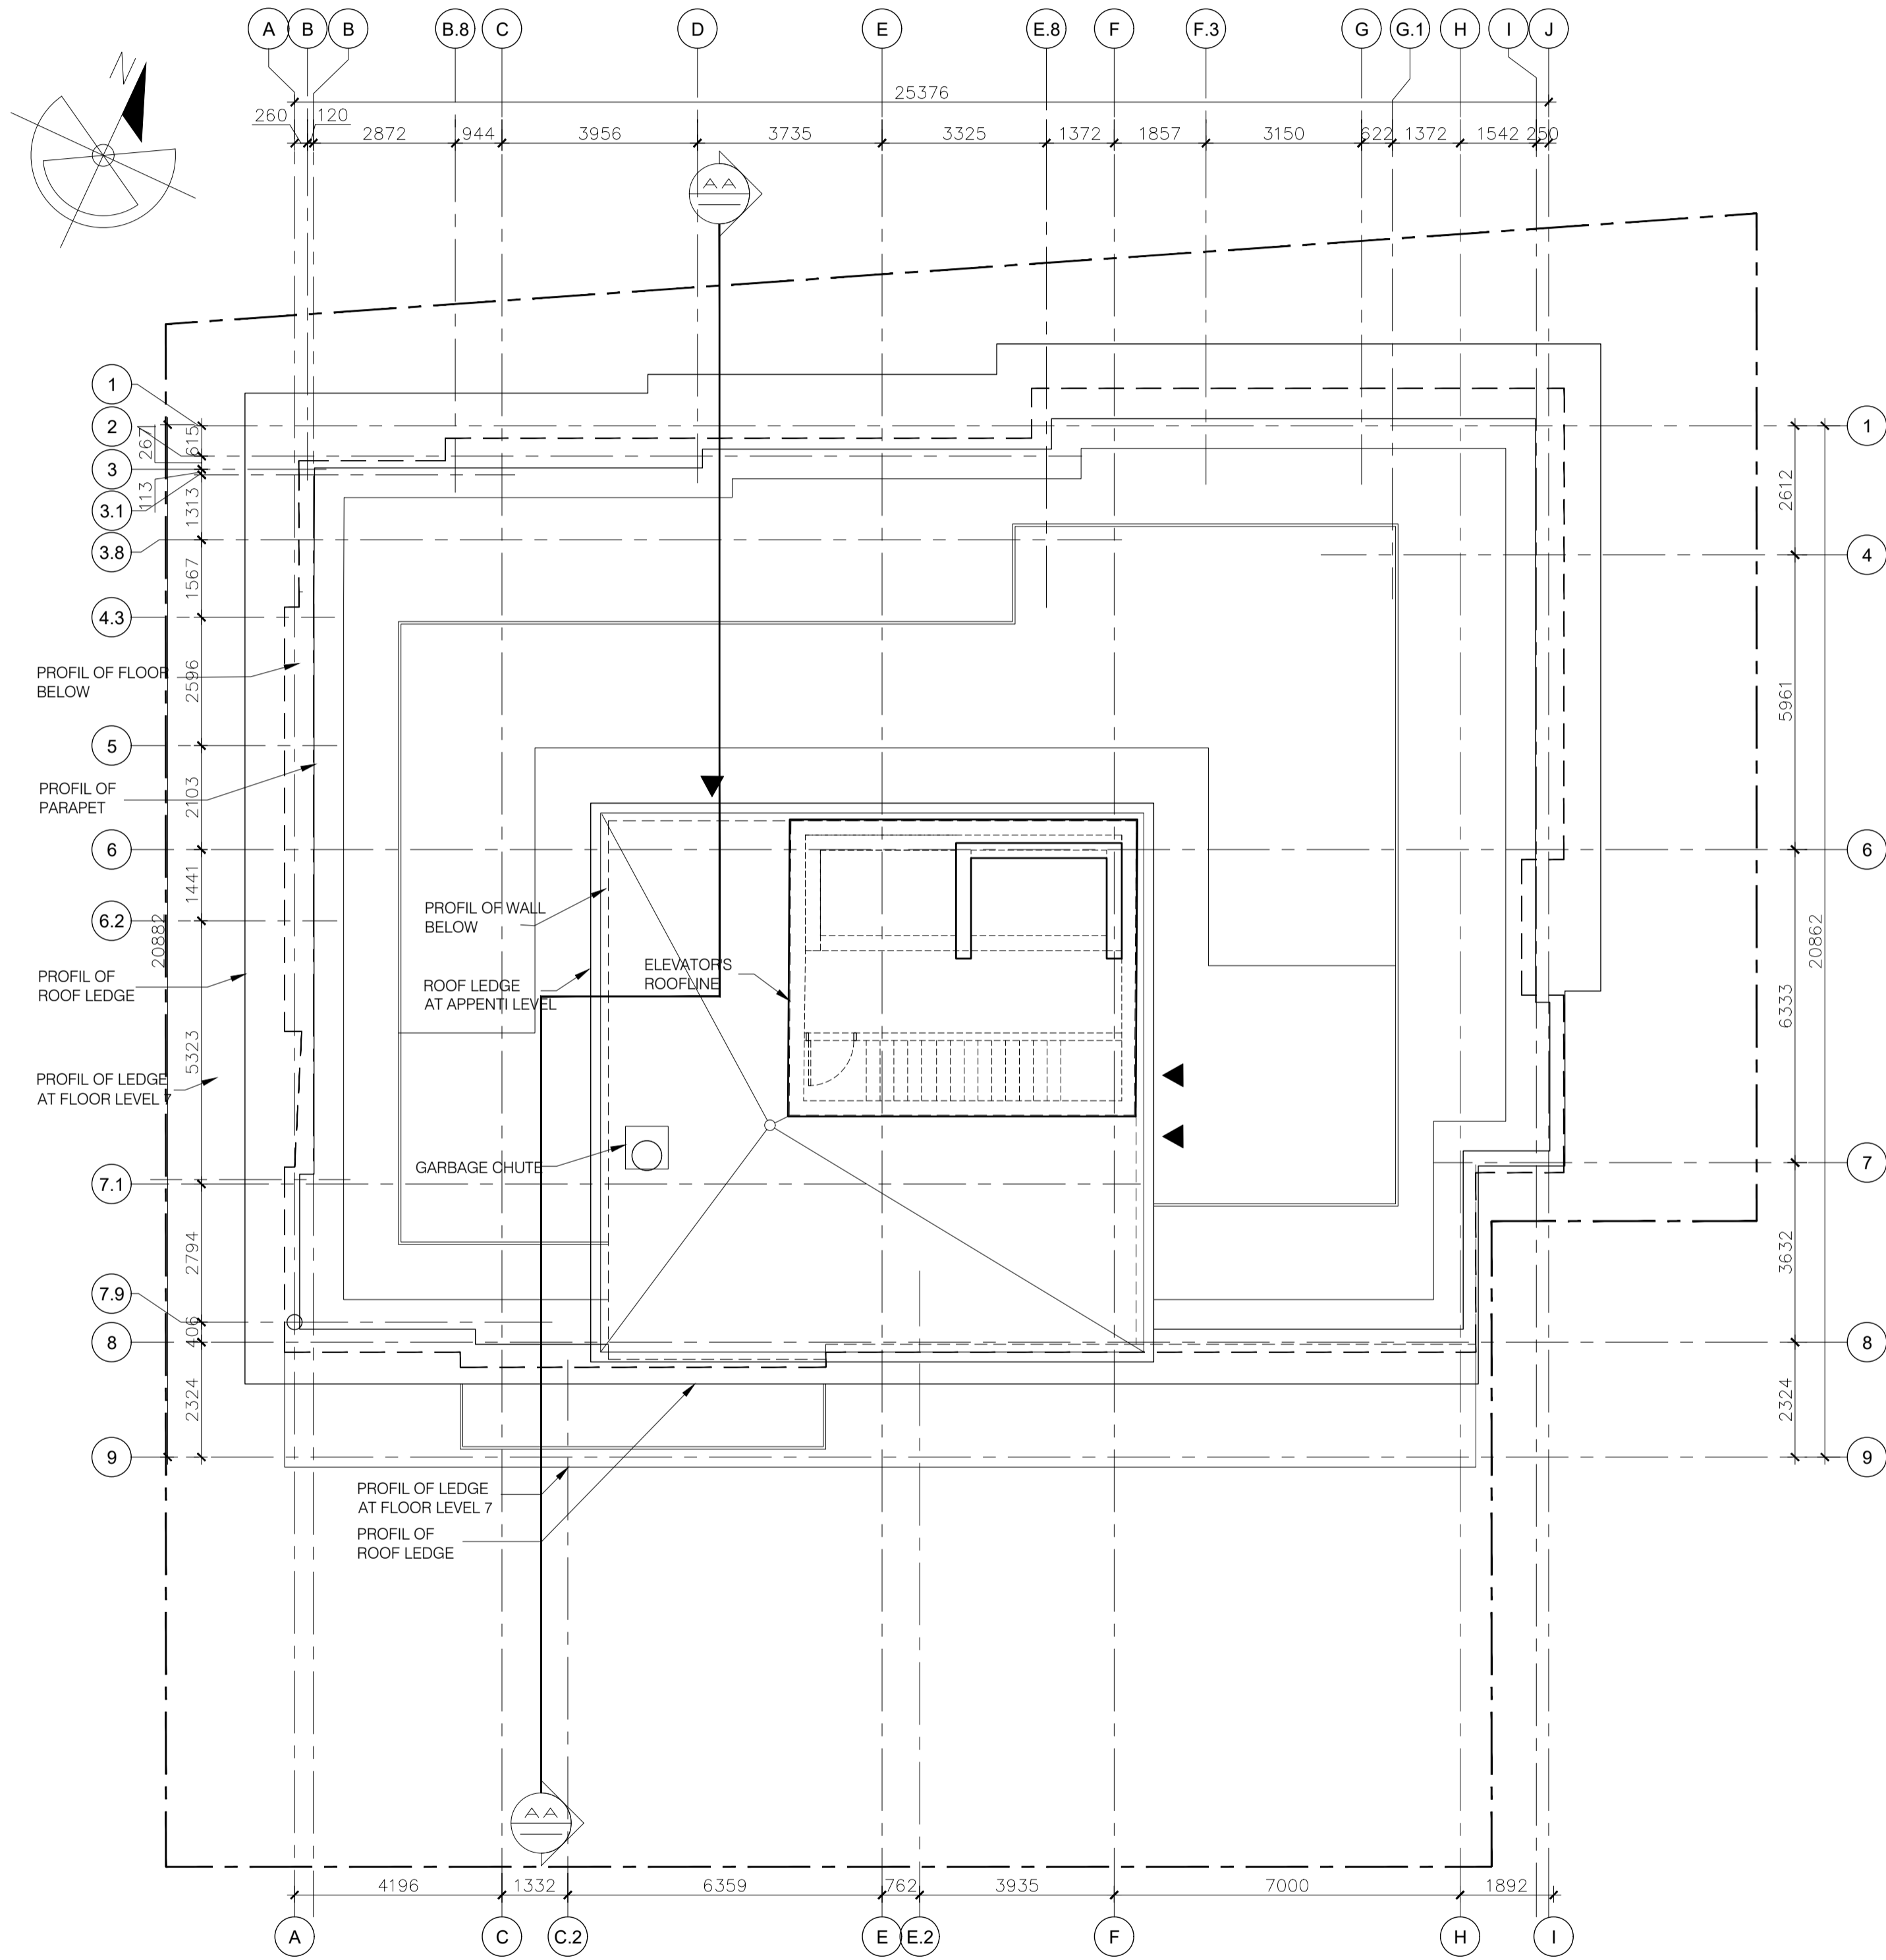 A B B B.8 C D E E.8 F F.3 G G.1 H I J
N
25376
260 120 2872 944 3956 3735 3325 1372 1857 3150 622 1372 1542 250
AA
1
2
3
3.1
3.8
4.3
5
6
6.2
7.1
7.9
8
9
267
615
113
1313
1567
2596
2103
1441
20882
5323
2794
406
2324
PROFIL OF FLOOR
BELOW
PROFIL OF
PARAPET
PROFIL OF
ROOF LEDGE
PROFIL OF LEDGE
AT FLOOR LEVEL 7
PROFIL OF WALL
BELOW
ROOF LEDGE
AT APPENTI LEVEL
ELEVATOR'S
ROOFLINE
GARBAGE CHUTE
PROFIL OF LEDGE
AT FLOOR LEVEL 7
PROFIL OF
ROOF LEDGE
1
4
6
7
8
9
2612
5961
20862
6333
3632
2324
AA
4196 1332 6359 762 3935 7000 1892
A C C.2 E E.2 F H I